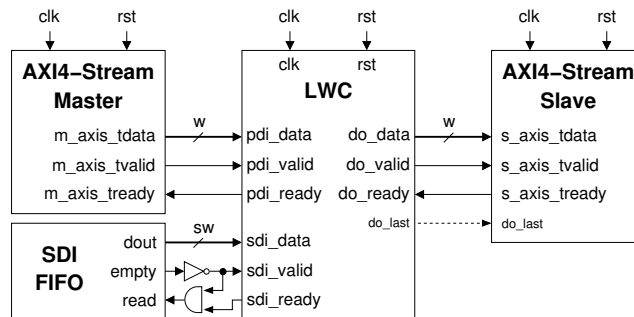 clk rst clk rst clk rst
AXI4-Stream
Master
m_axis_tdata
m_axis_tvalid
m_axis_tready
w
clk rst
LWC
pdi_data
pdi_valid
pdi_ready
sdi_data
sdi_valid
sdi_ready
do_data
do_valid
do_ready
do_last
w
AXI4-Stream
Slave
s_axis_tdata
s_axis_tvalid
s_axis_tready
do_last
SDI
FIFO
dout
empty
read
sw